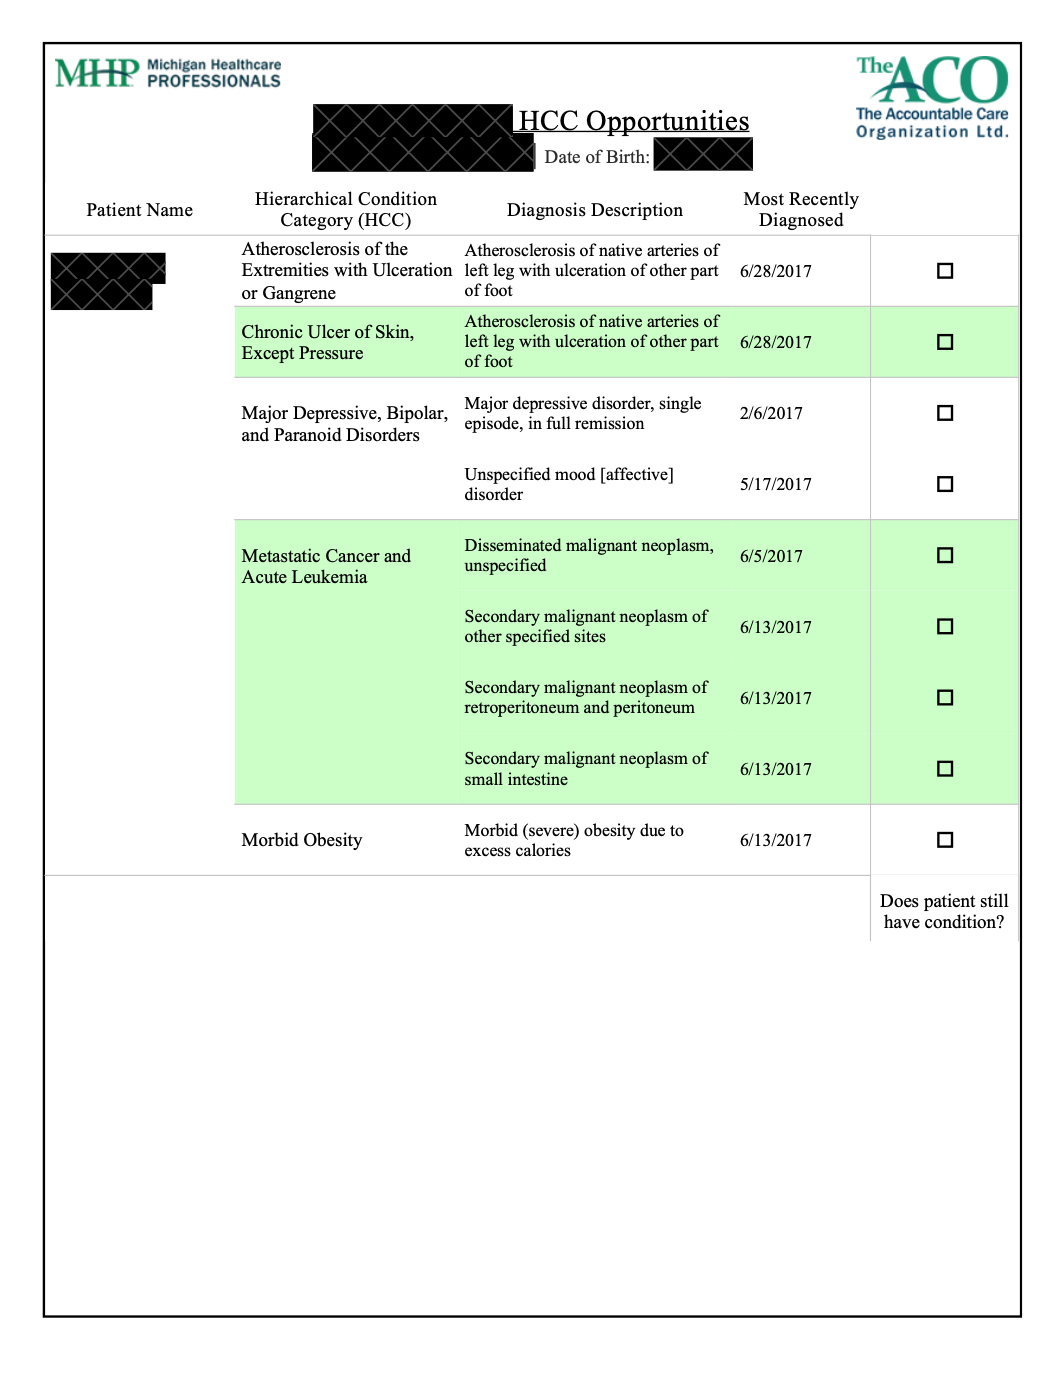 MHP Michigan Healthcare
PROFESSIONALS
The ACO
The Accountable Care
Organization Ltd.
HCC Opportunities
Date of Birth:
Patient Name
Hierarchical Condition
Category (HCC)
Diagnosis Description
Most Recently
Diagnosed
Atherosclerosis of the
Extremities with Ulceration
or Gangrene
Atherosclerosis of native arteries of
left leg with ulceration of other part
of foot
6/28/2017
Chronic Ulcer of Skin,
Except Pressure
Atherosclerosis of native arteries of
left leg with ulceration of other part
of foot
6/28/2017
Major Depressive, Bipolar,
and Paranoid Disorders
Major depressive disorder, single
episode, in full remission
2/6/2017
Unspecified mood [affective]
disorder
5/17/2017
Metastatic Cancer and
Acute Leukemia
Disseminated malignant neoplasm,
unspecified
6/5/2017
Secondary malignant neoplasm of
other specified sites
6/13/2017
Secondary malignant neoplasm of
retroperitoneum and peritoneum
6/13/2017
Secondary malignant neoplasm of
small intestine
6/13/2017
Morbid Obesity
Morbid (severe) obesity due to
excess calories
6/13/2017
Does patient still
have condition?